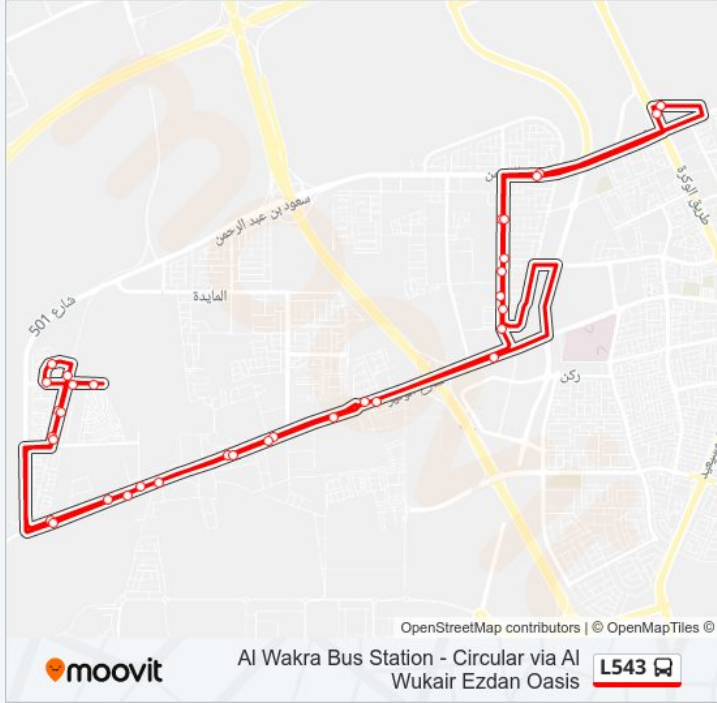 طريق الوكرة
سعود بن عبد الرحمن
المايدة
شارع 501
ركن
OpenStreetMap contributors | © OpenMapTiles ©
moovit
Al Wakra Bus Station - Circular via Al
Wukair Ezdan Oasis
L543